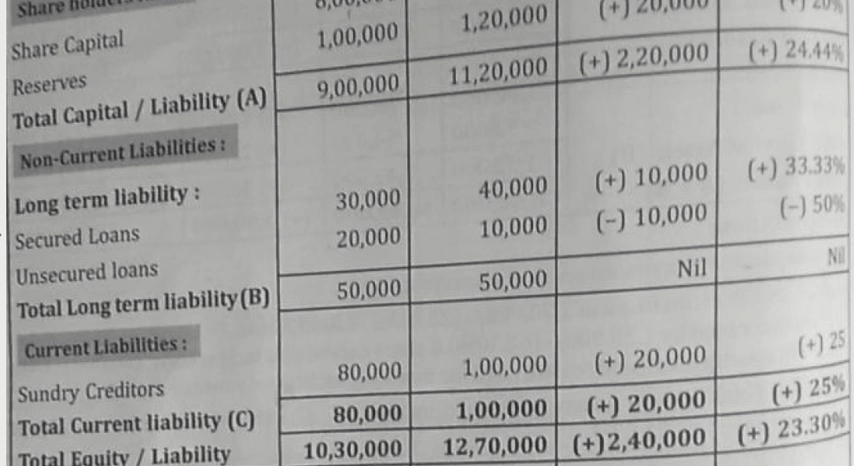 Share
Share Capital 1,00,000 1,20,000 (+) 20,000
Reserves
Total Capital / Liability (A) 9,00,000 11,20,000 (+) 2,20,000 (+) 24.44%
Non-Current Liabilities :
Long term liability :
Secured Loans 30,000 40,000 (+) 10,000 (+) 33.33%
Unsecured loans 20,000 10,000 (-) 10,000 (-) 50%
Total Long term liability (B) 50,000 50,000 Nil Nil
Current Liabilities :
Sundry Creditors 80,000 1,00,000 (+) 20,000 (+) 25
Total Current liability (C) 80,000 1,00,000 (+) 20,000 (+) 25%
Total Equity / Liability 10,30,000 12,70,000 (+)2,40,000 (+) 23.30%